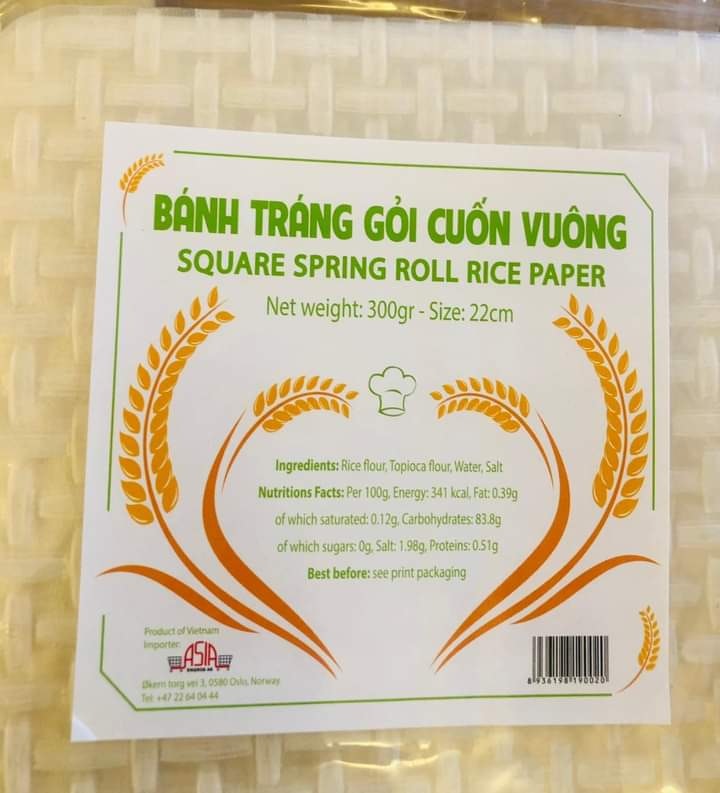 BÁNH TRÁNG GỎI CUỐN VUÔNG
SQUARE SPRING ROLL RICE PAPER
Net weight: 300gr - Size: 22cm
Ingredients: Rice flour, Topioca flour, Water, Salt
Nutritions Facts: Per 100g, Energy: 341 kcal, Fat: 0.39g
of which saturated: 0.12g, Carbohydrates: 83.8g
of which sugars: 0g, Salt: 1.98g, Proteins: 0.51g
Best before: see print packaging
Product of Vietnam
Importer:
ASIA
Økern torg vei 3, 0580 Oslo, Norway
Tel: +47 22 64 04 44
8 936198 190020